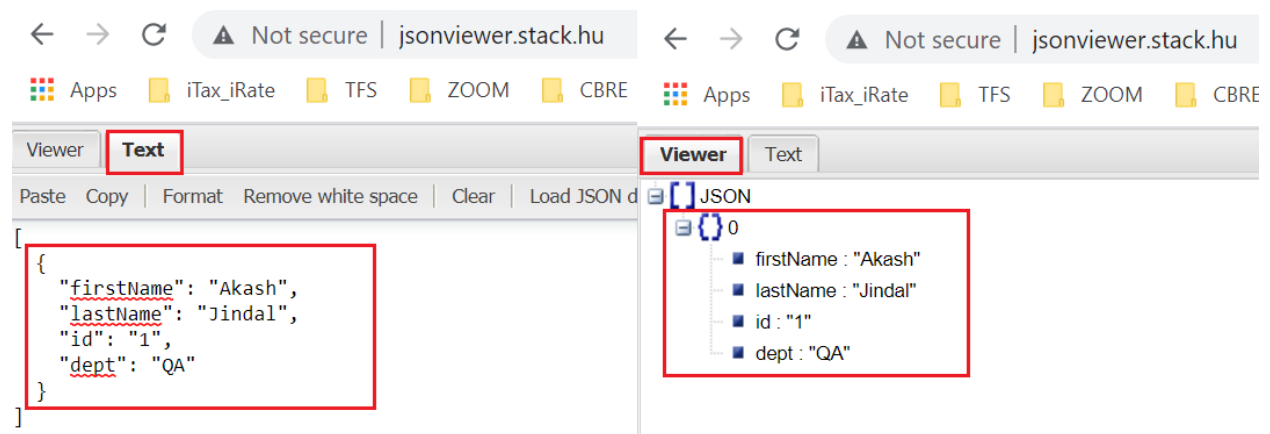 Not secure | jsonviewer.stack.hu
Apps iTax_iRate TFS ZOOM CBRE
Viewer Text
Paste Copy | Format Remove white space | Clear | Load JSON d
[
{
"firstName": "Akash",
"lastName": "Jindal",
"id": "1",
"dept": "QA"
}
]
Not secure | jsonviewer.stack.hu
Apps iTax_iRate TFS ZOOM CBRE
Viewer Text
[ ] JSON
{} 0
firstName : "Akash"
lastName : "Jindal"
id : "1"
dept : "QA"